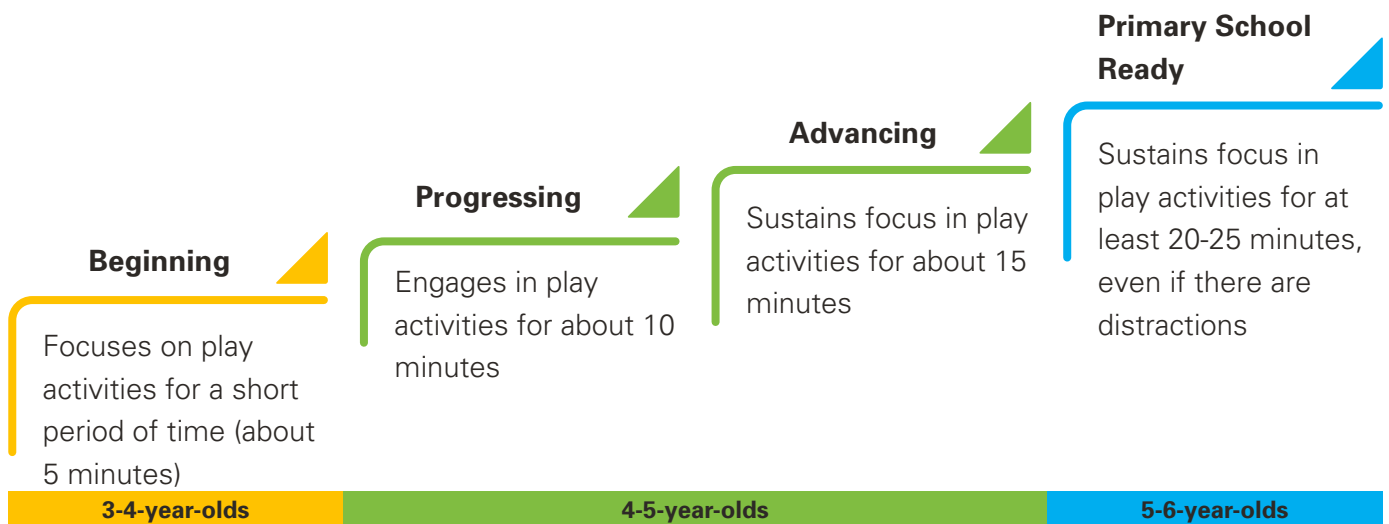 Beginning
Focuses on play
activities for a short
period of time (about
5 minutes)
Progressing
Engages in play
activities for about 10
minutes
Advancing
Sustains focus in play
activities for about 15
minutes
Primary School
Ready
Sustains focus in
play activities for at
least 20-25 minutes,
even if there are
distractions
3-4-year-olds
4-5-year-olds
5-6-year-olds